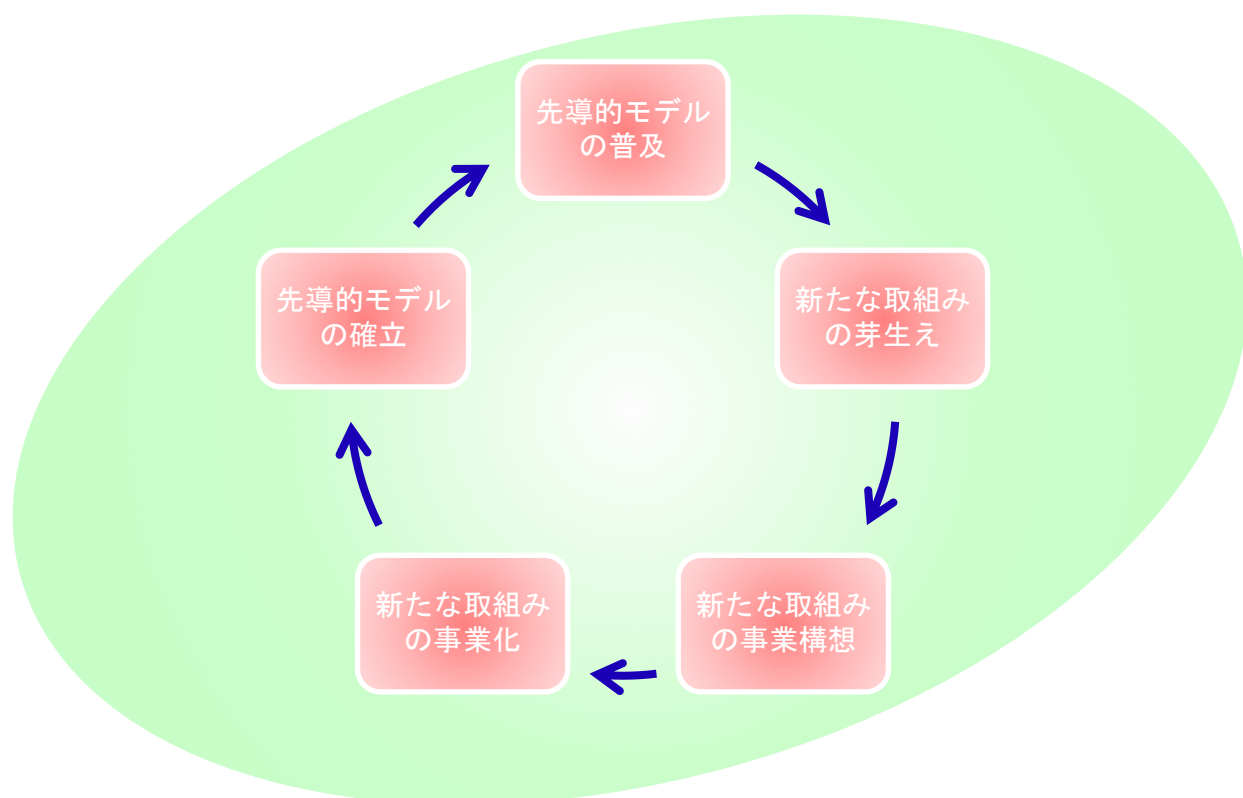 先導的モデル
の普及
新たな取組み
の芽生え
新たな取組み
の事業構想
新たな取組み
の事業化
先導的モデル
の確立